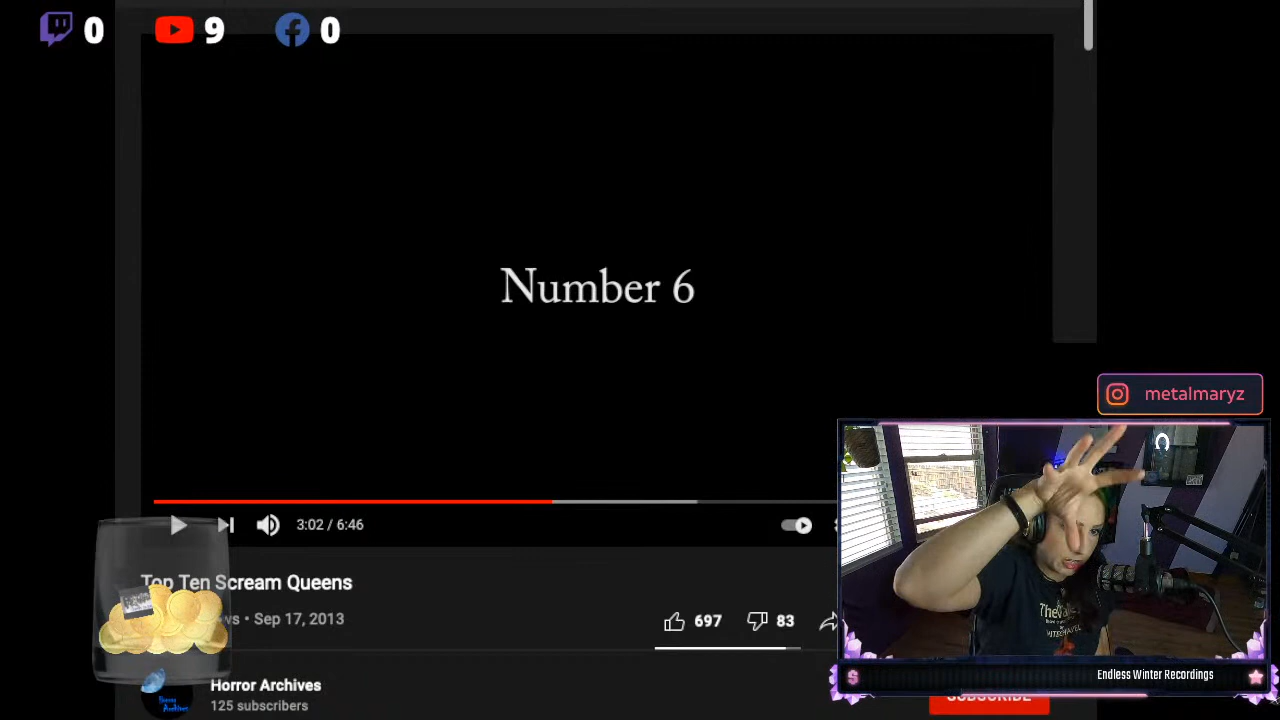 0
9
0
Number 6
3:02 / 6:46
Top Ten Scream Queens
• Sep 17, 2013
697
83
Horror Archives
125 subscribers
SUBSCRIBE
metalmaryz
Endless Winter Recordings